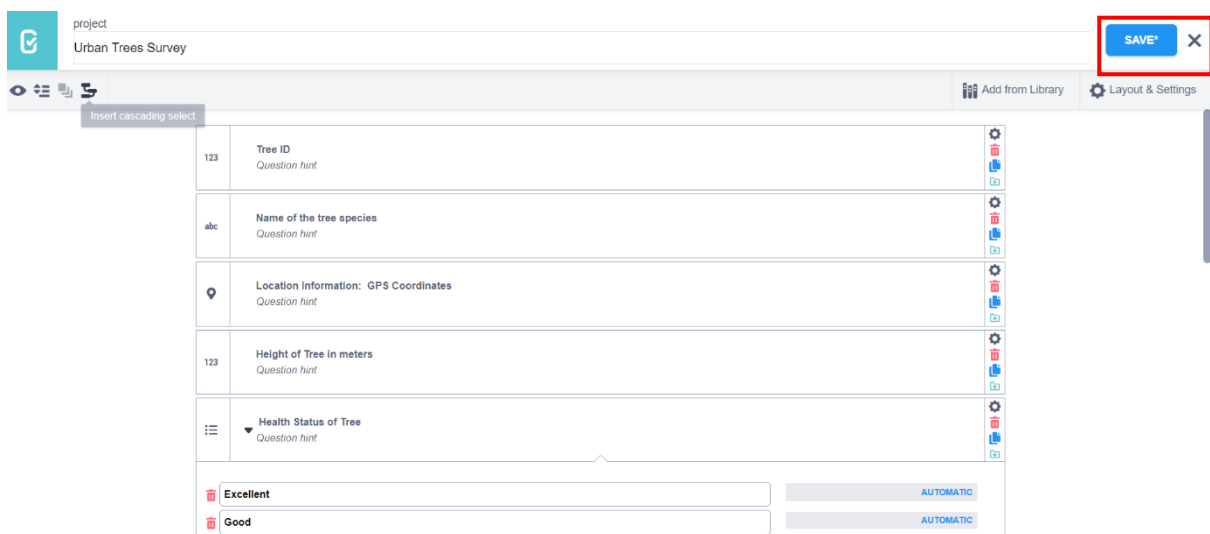 project
Urban Trees Survey
SAVE*
Add from Library
Layout & Settings
Insert cascading select
123
Tree ID
Question hint
abc
Name of the tree species
Question hint
Location Information: GPS Coordinates
Question hint
123
Height of Tree in meters
Question hint
Health Status of Tree
Question hint
Excellent
AUTOMATIC
Good
AUTOMATIC